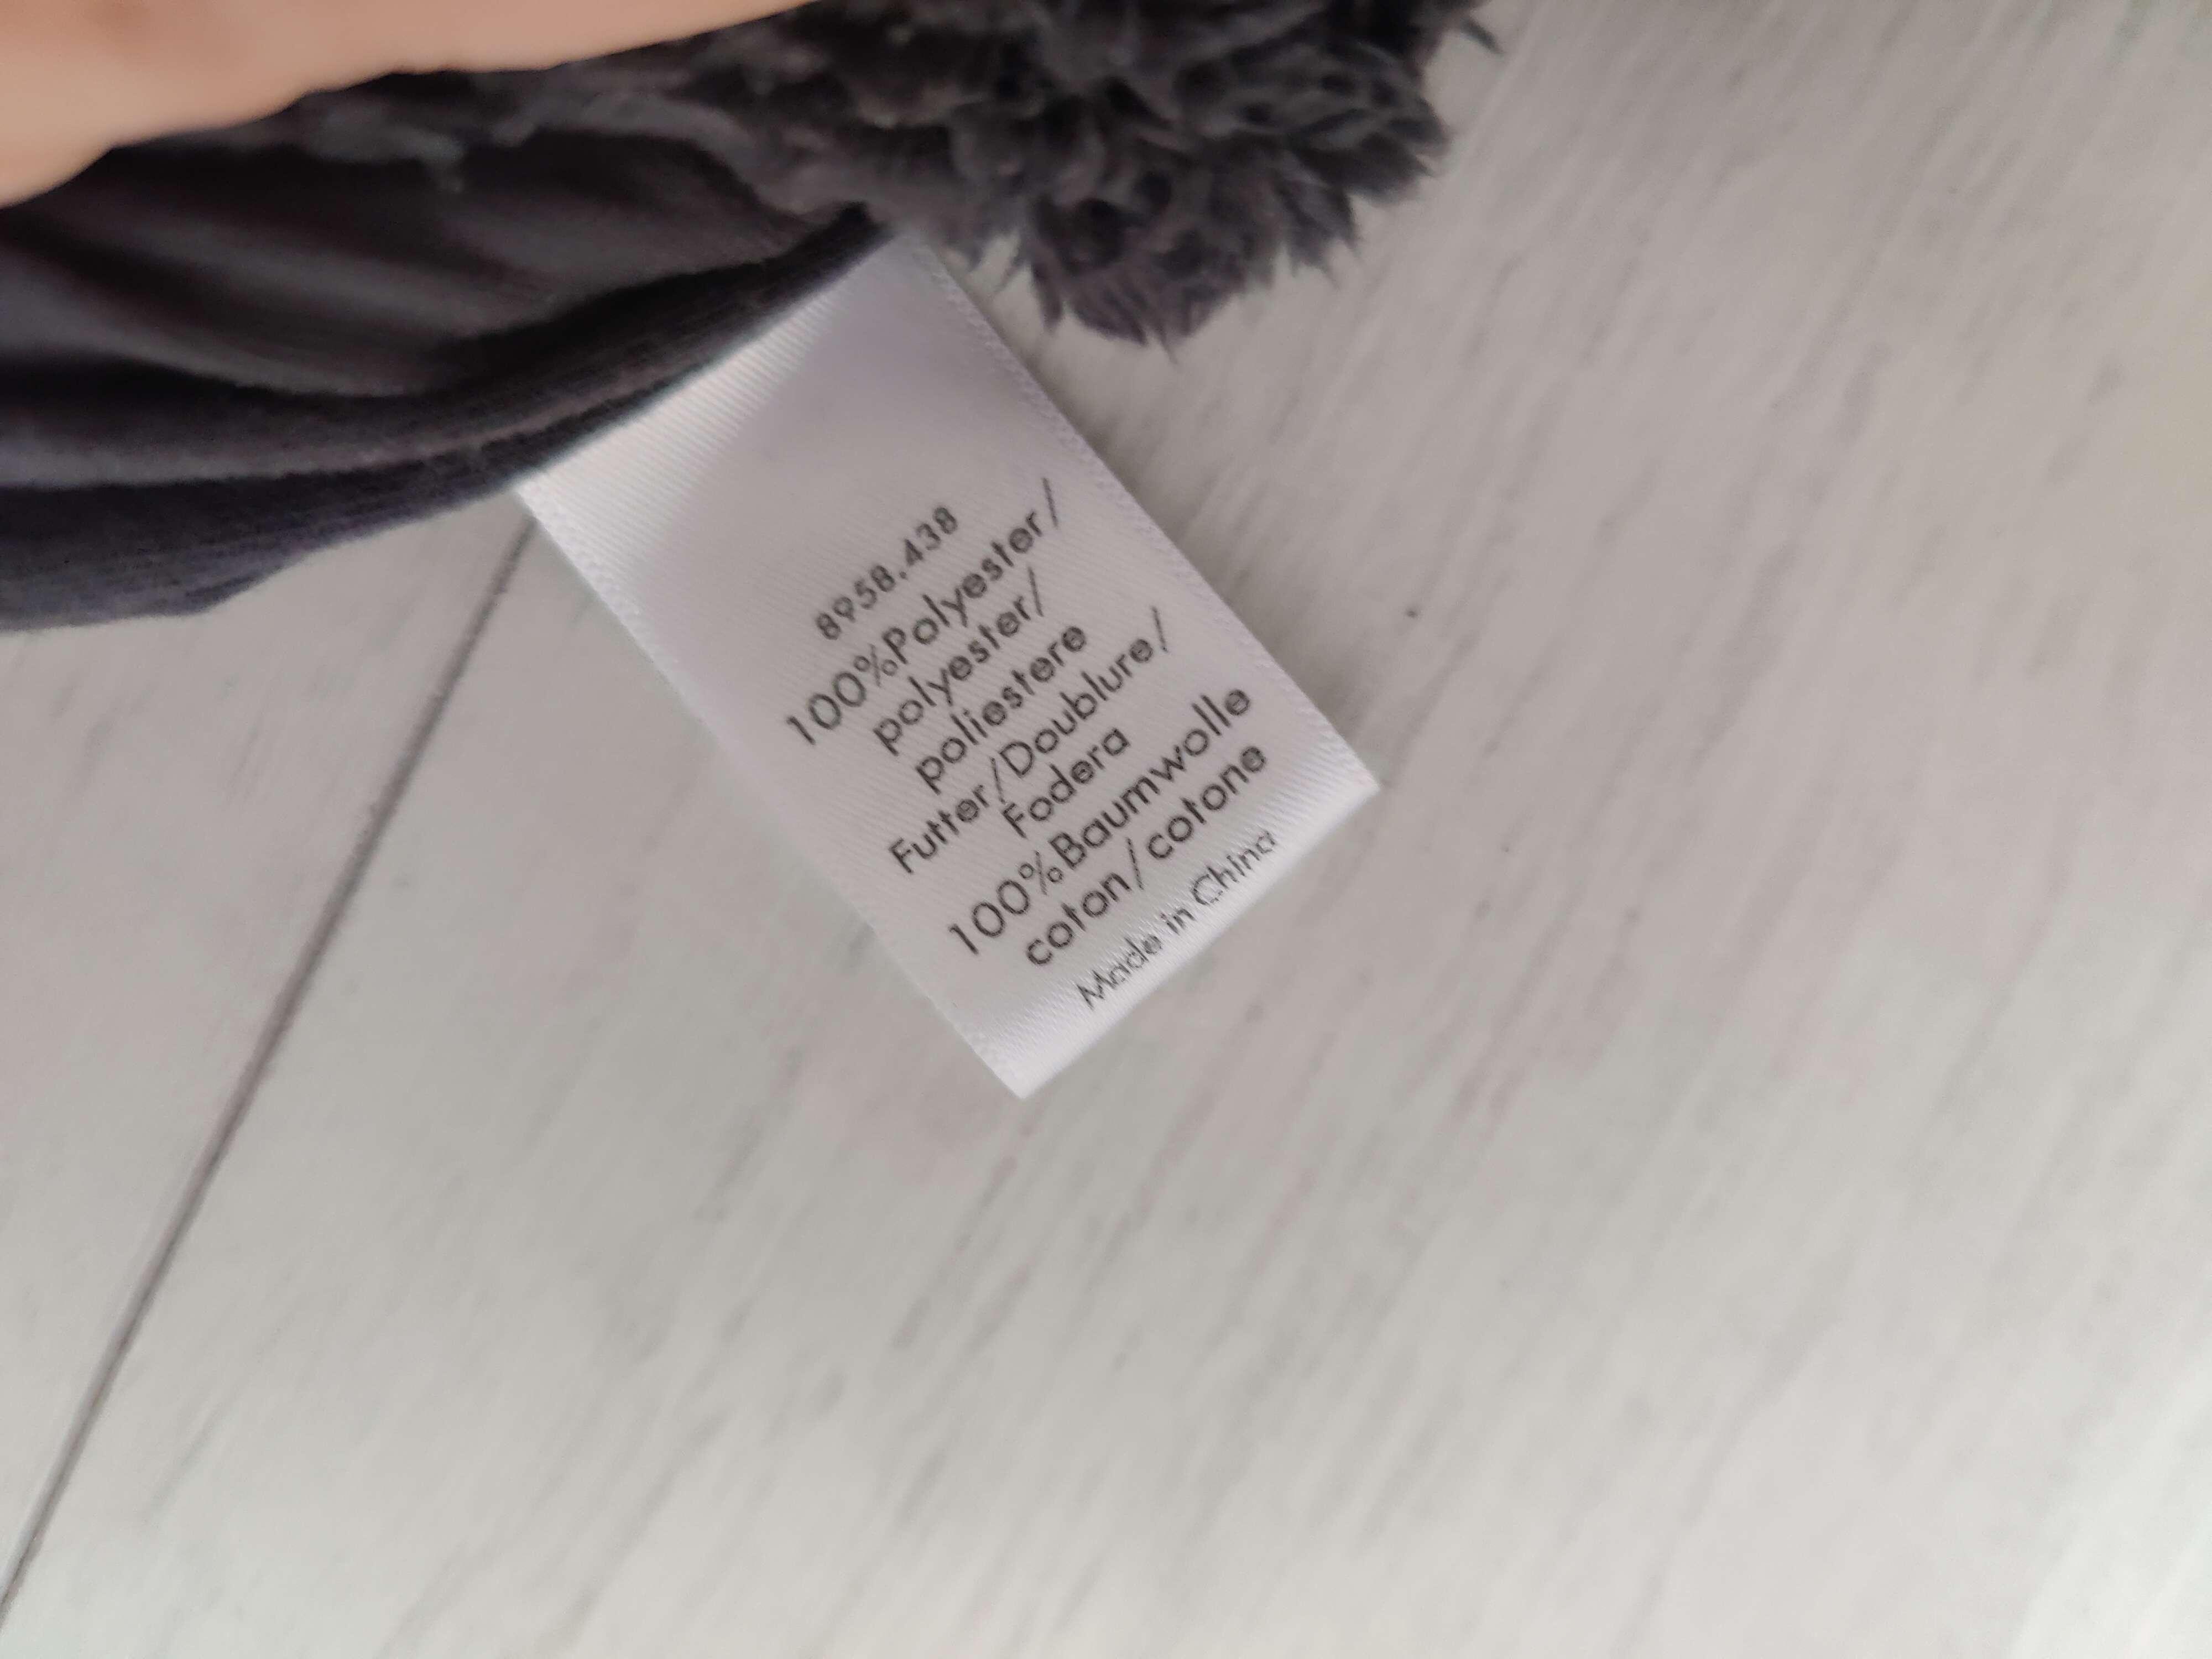 8958.438
100%Polyester/
polyester/
poliestere
Futter/Doublure/
Fodera
100%Baumwolle
coton/cotone
Made in China